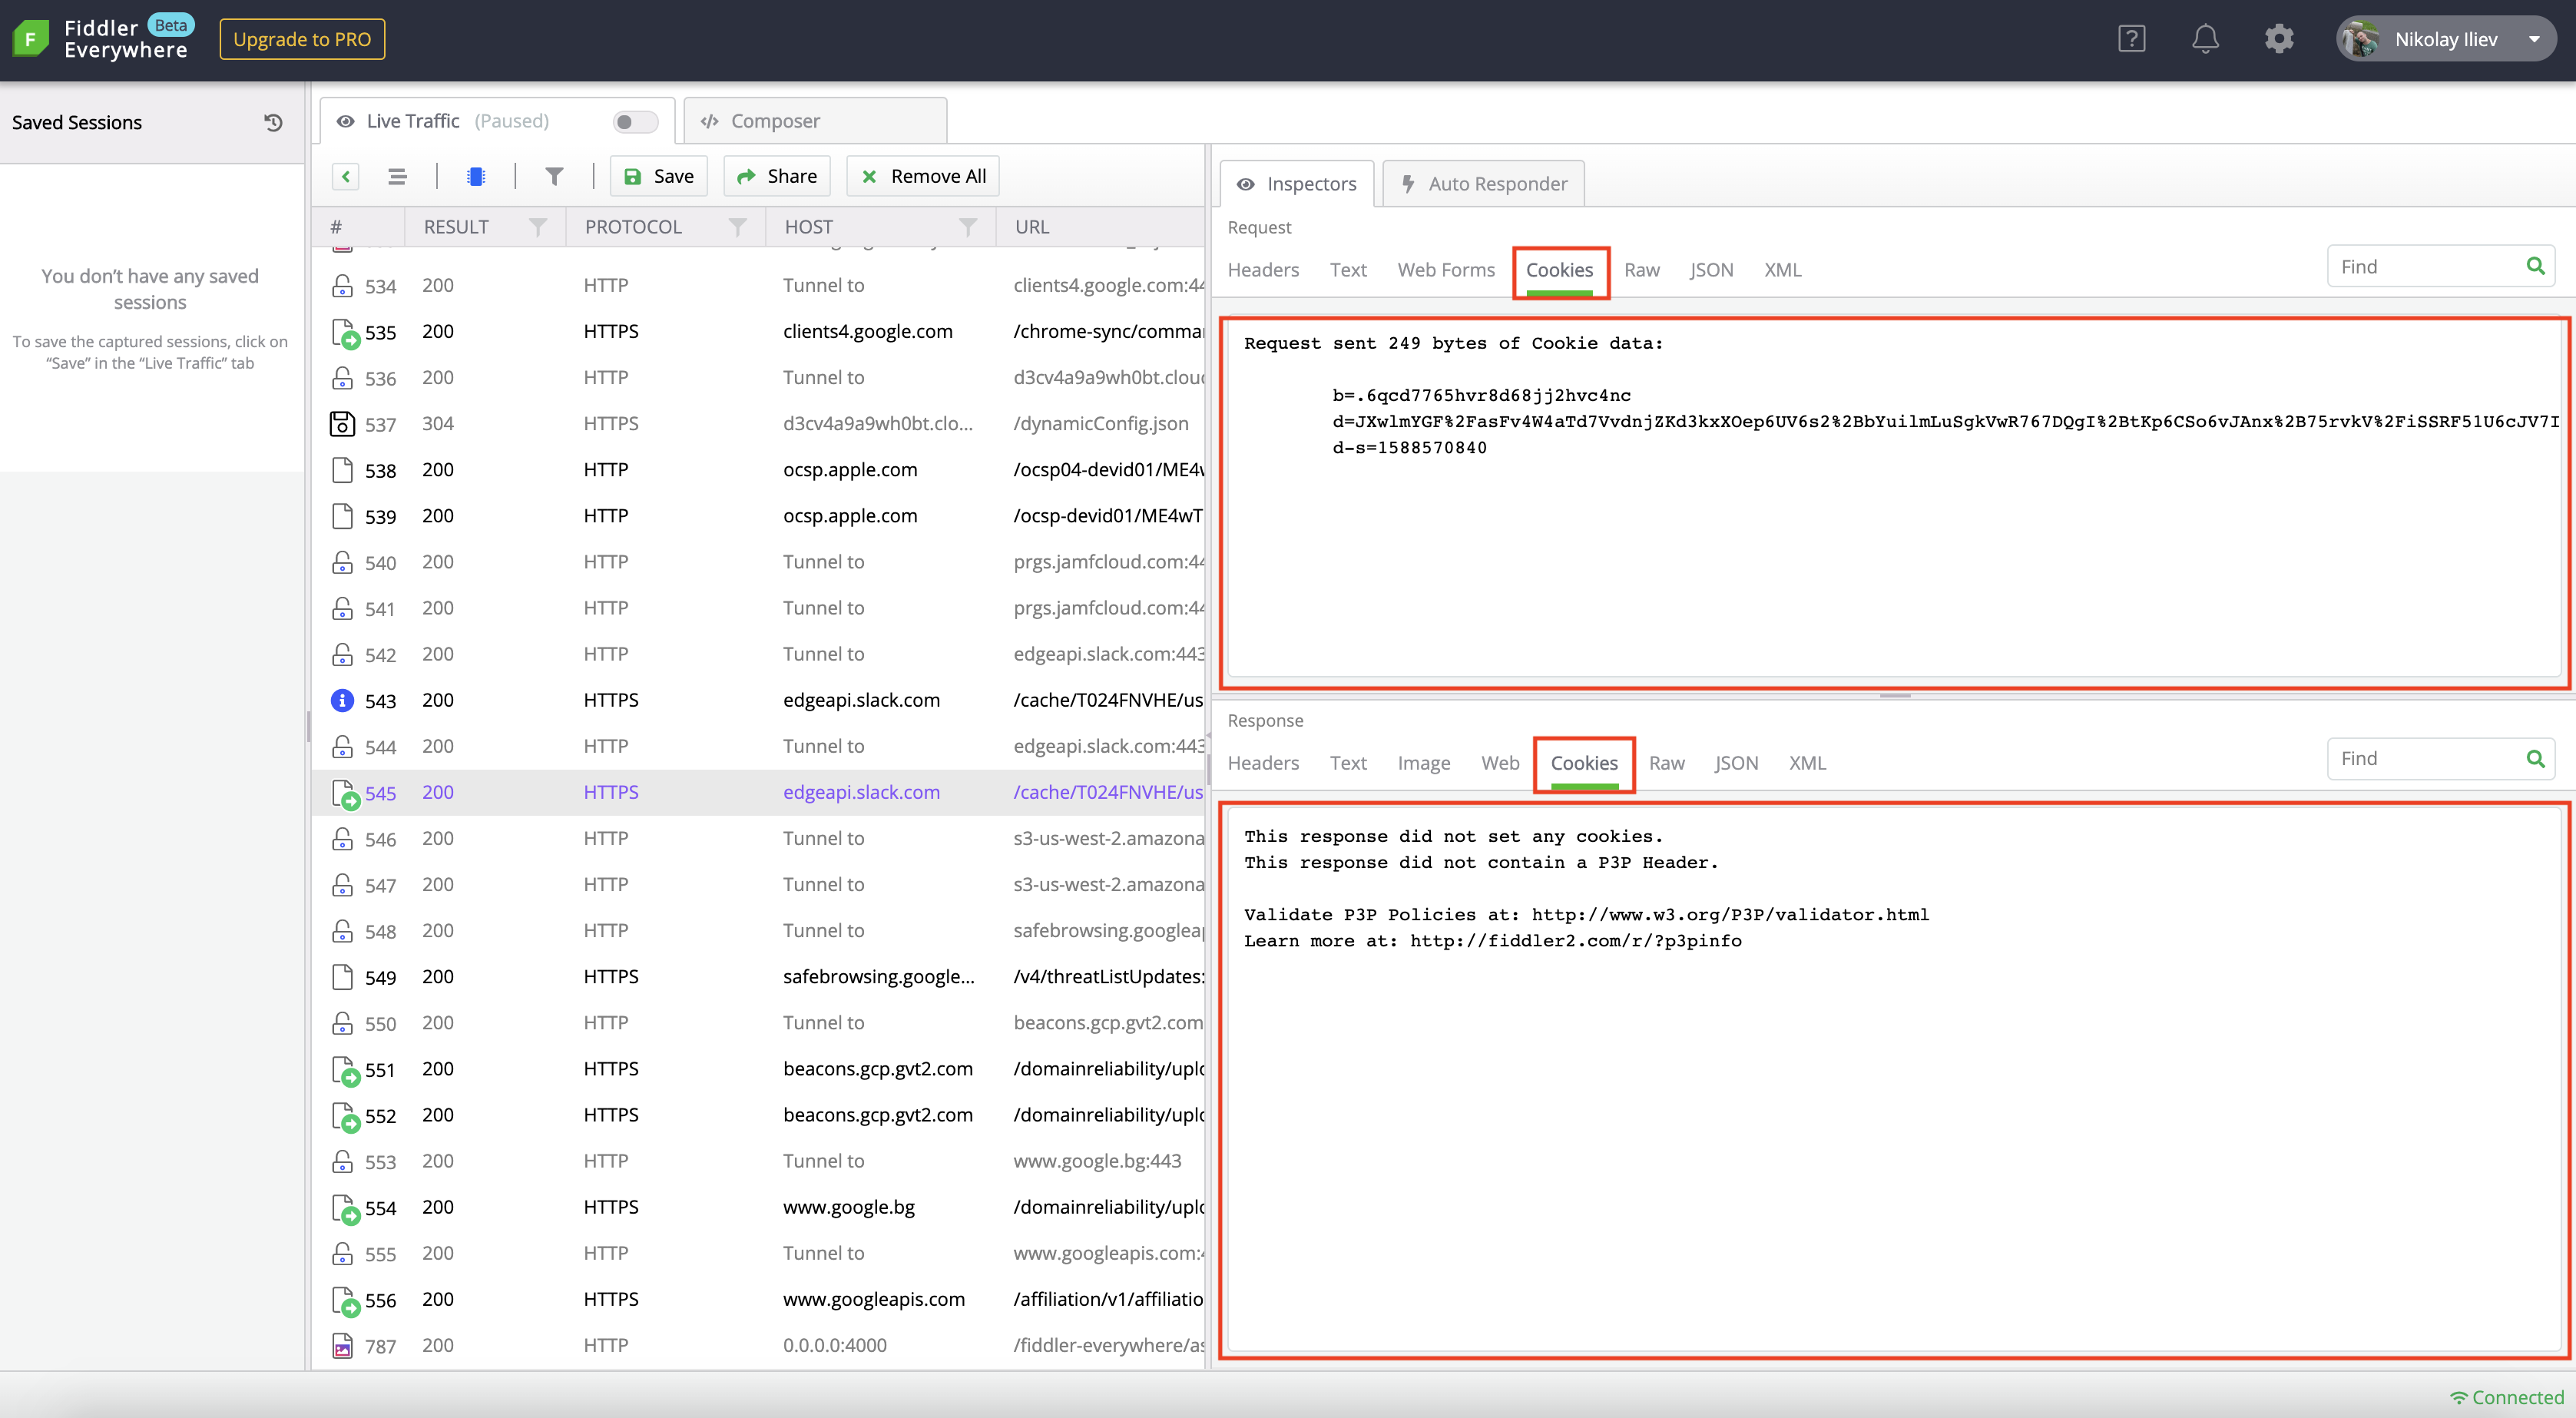 Fiddler Everywhere Beta
Upgrade to PRO
Nikolay Iliev
Saved Sessions
You don’t have any saved
sessions
To save the captured sessions, click on
“Save” in the “Live Traffic” tab
Live Traffic (Paused)
Composer
Save
Share
Remove All
# RESULT PROTOCOL HOST URL
534 200 HTTP Tunnel to clients4.google.com:44
535 200 HTTPS clients4.google.com /chrome-sync/comma
536 200 HTTP Tunnel to d3cv4a9a9wh0bt.clou
537 304 HTTPS d3cv4a9a9wh0bt.clo... /dynamicConfig.json
538 200 HTTP ocsp.apple.com /ocsp04-devid01/ME4w
539 200 HTTP ocsp.apple.com /ocsp-devid01/ME4wT
540 200 HTTP Tunnel to prgs.jamfcloud.com:44
541 200 HTTP Tunnel to prgs.jamfcloud.com:44
542 200 HTTP Tunnel to edgeapi.slack.com:443
543 200 HTTPS edgeapi.slack.com /cache/T024FNVHE/us
544 200 HTTP Tunnel to edgeapi.slack.com:443
545 200 HTTPS edgeapi.slack.com /cache/T024FNVHE/us
546 200 HTTP Tunnel to s3-us-west-2.amazona
547 200 HTTP Tunnel to s3-us-west-2.amazona
548 200 HTTP Tunnel to safebrowsing.googleap
549 200 HTTPS safebrowsing.google... /v4/threatListUpdates:
550 200 HTTP Tunnel to beacons.gcp.gvt2.com
551 200 HTTPS beacons.gcp.gvt2.com /domainreliability/uplo
552 200 HTTPS beacons.gcp.gvt2.com /domainreliability/uplo
553 200 HTTP Tunnel to www.google.bg:443
554 200 HTTPS www.google.bg /domainreliability/uplo
555 200 HTTP Tunnel to www.googleapis.com:4
556 200 HTTPS www.googleapis.com /affiliation/v1/affiliatio
787 200 HTTP 0.0.0.0:4000 /fiddler-everywhere/as
Inspectors
Auto Responder
Request
Headers Text Web Forms Cookies Raw JSON XML
Find
Request sent 249 bytes of Cookie data:
b=.6qcd7765hvr8d68jj2hvc4nc
d=JXwlmYGF%2FasFv4W4aTd7VvdnjZKd3kxXOep6UV6s2%2BbYuilmLuSgkVwR767DQgI%2BtKp6CSo6vJAnx%2B75rvkV%2FiSSRF51U6cJV7I
d-s=1588570840
Response
Headers Text Image Web Cookies Raw JSON XML
Find
This response did not set any cookies.
This response did not contain a P3P Header.
Validate P3P Policies at: http://www.w3.org/P3P/validator.html
Learn more at: http://fiddler2.com/r/?p3pinfo
Connected